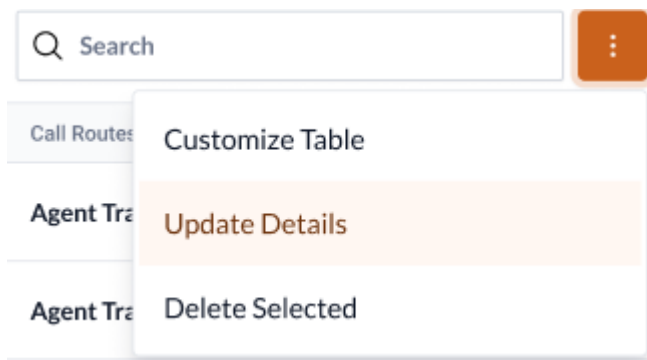 Search
Call Routes
Customize Table
Agent Tra
Update Details
Agent Tra
Delete Selected